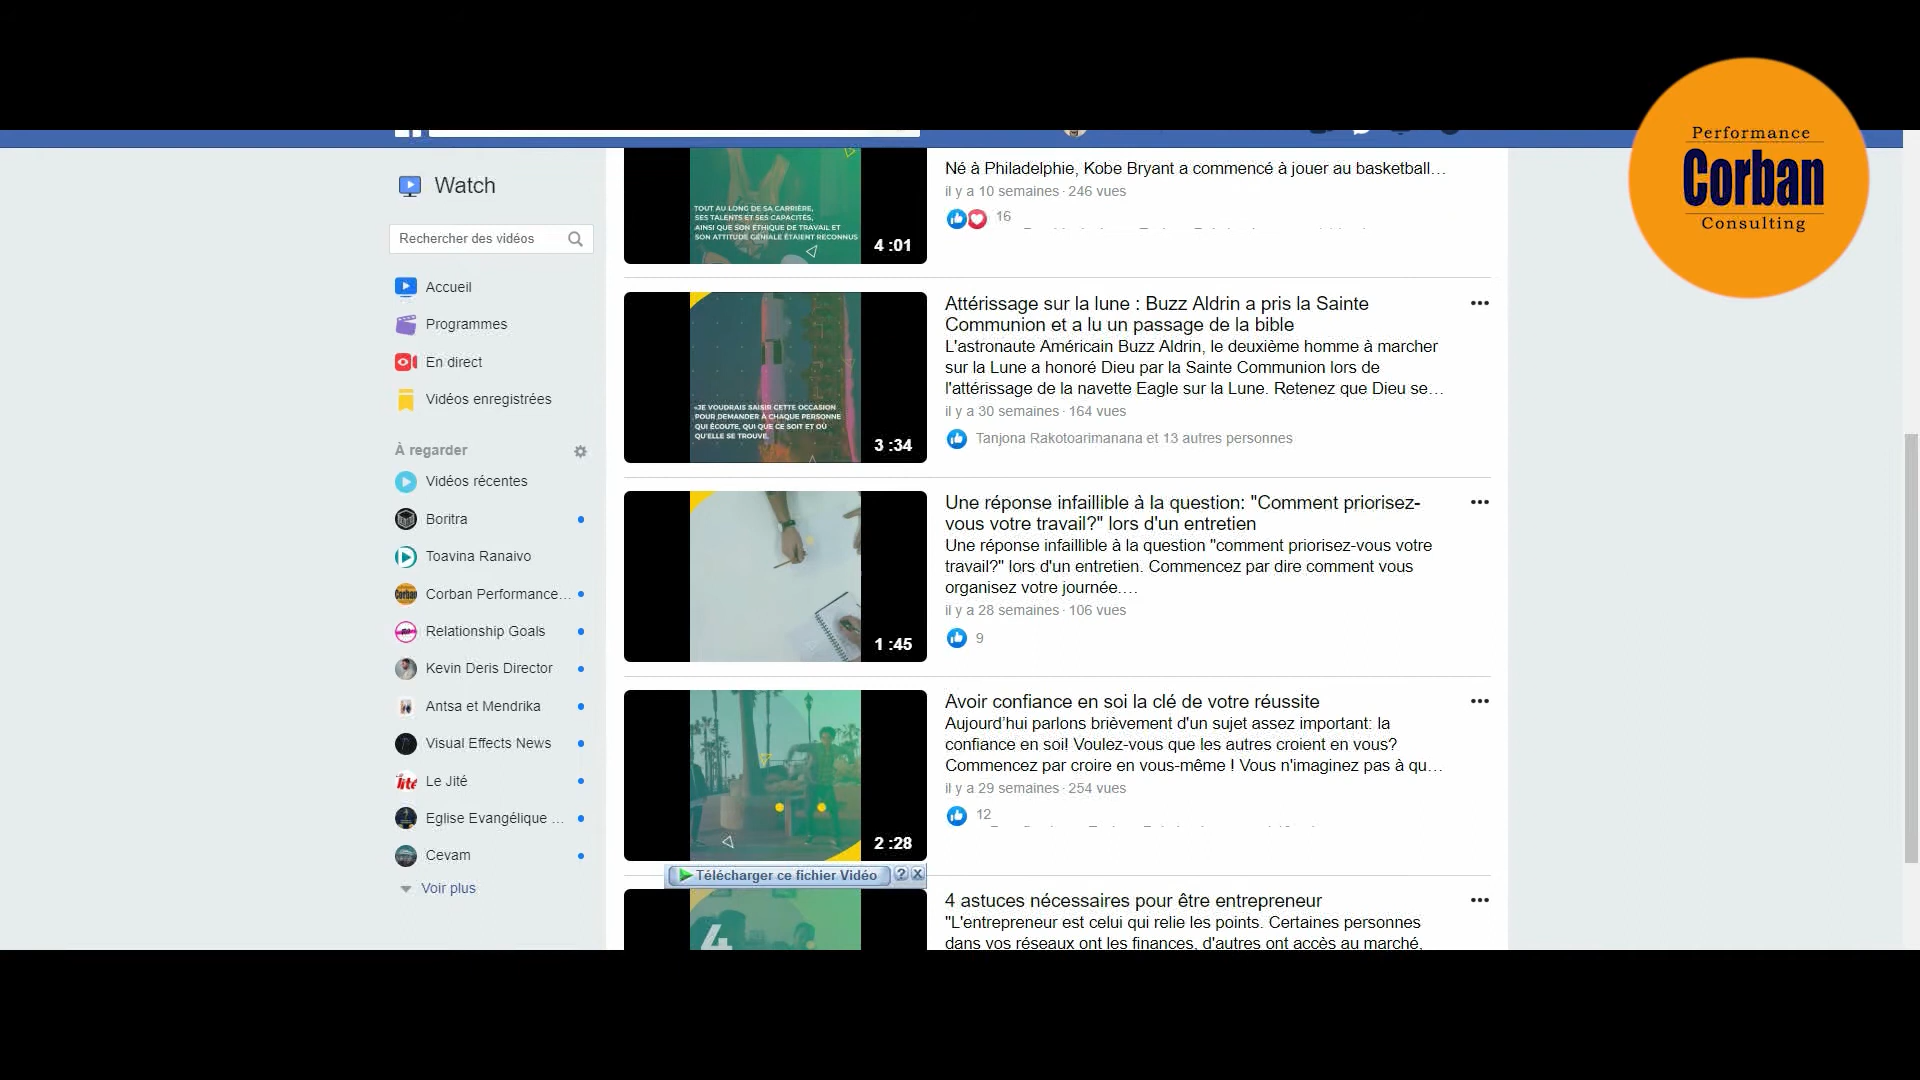 Performance
Corban
Consulting
Watch
Rechercher des vidéos
Accueil
Programmes
En direct
Vidéos enregistrées
À regarder
Vidéos récentes
Boritra
Toavina Ranaivo
Corban Performance...
Relationship Goals
Kevin Deris Director
Antsa et Mendrika
Visual Effects News
Le Jité
Eglise Evangélique ...
Cevam
Voir plus
TOUT AU LONG DE SA CARRIÈRE,
SES TALENTS ET SES CAPACITÉS,
AINSI QUE SON ÉTHIQUE DE TRAVAIL ET
SON ATTITUDE GÉNIALE ÉTAIENT RECONNUS
4 :01
Né à Philadelphie, Kobe Bryant a commencé à jouer au basketball…
il y a 10 semaines · 246 vues
16
«JE VOUDRAIS SAISIR CETTE OCCASION
POUR DEMANDER À CHAQUE PERSONNE
QUI ÉCOUTE, QUI QUE CE SOIT ET OÙ
QU'ELLE SE TROUVE,
3 :34
Attérissage sur la lune : Buzz Aldrin a pris la Sainte
Communion et a lu un passage de la bible
L'astronaute Américain Buzz Aldrin, le deuxième homme à marcher
sur la Lune a honoré Dieu par la Sainte Communion lors de
l'attérissage de la navette Eagle sur la Lune. Retenez que Dieu se…
il y a 30 semaines · 164 vues
Tanjona Rakotoarimanana et 13 autres personnes
1 :45
Une réponse infaillible à la question: "Comment priorisez-
vous votre travail?" lors d'un entretien
Une réponse infaillible à la question "comment priorisez-vous votre
travail?" lors d'un entretien. Commencez par dire comment vous
organisez votre journée.…
il y a 28 semaines · 106 vues
9
2 :28
Avoir confiance en soi la clé de votre réussite
Aujourd’hui parlons brièvement d'un sujet assez important: la
confiance en soi! Voulez-vous que les autres croient en vous?
Commencez par croire en vous-même ! Vous n'imaginez pas à qu…
il y a 29 semaines · 254 vues
12
Télécharger ce fichier Vidéo ? X
4
4 astuces nécessaires pour être entrepreneur
"L'entrepreneur est celui qui relie les points. Certaines personnes
dans vos réseaux ont les finances, d'autres ont accès au marché,